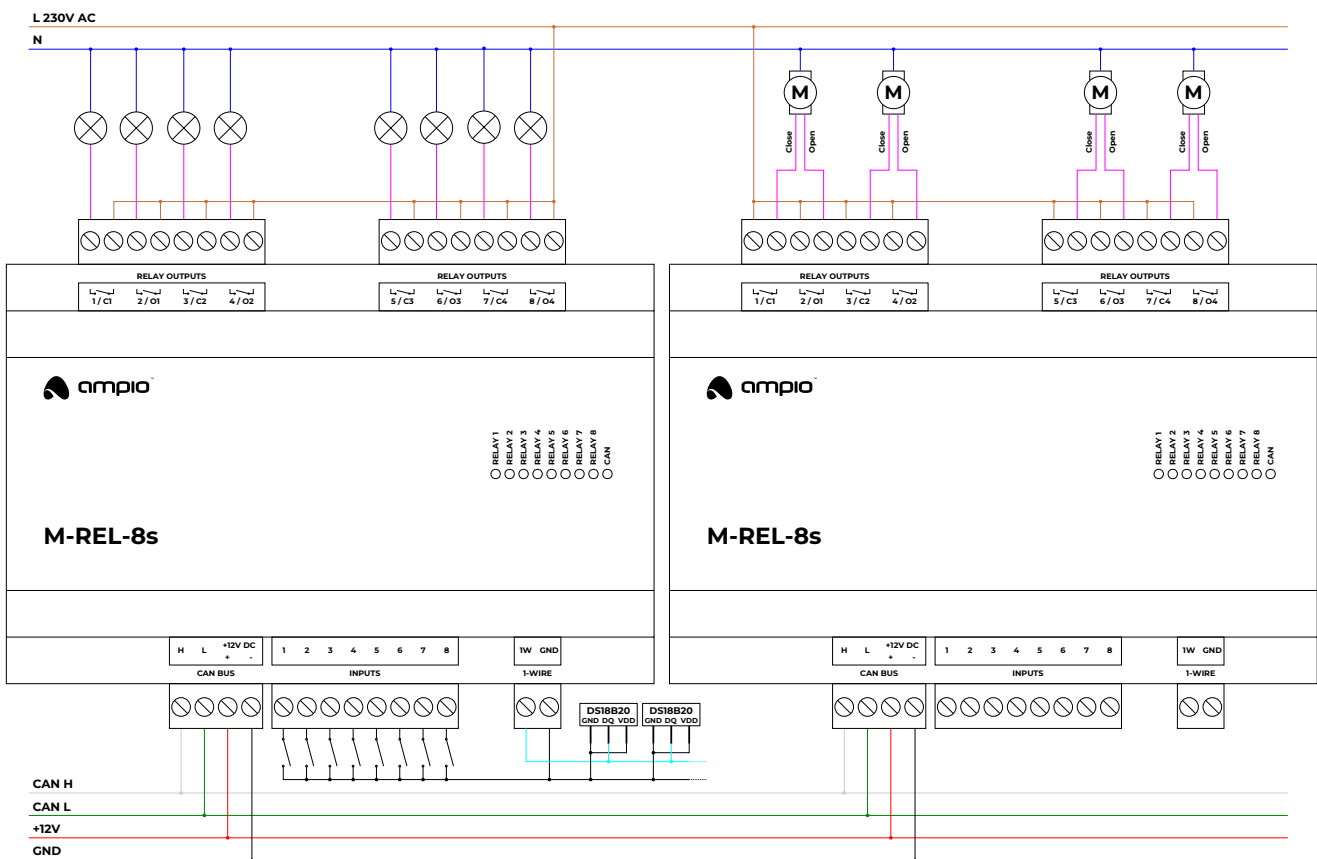 L 230V AC
N
M M M M
Close Open Close Open Close Open Close Open
RELAY OUTPUTS RELAY OUTPUTS RELAY OUTPUTS RELAY OUTPUTS
1 / C1 2 / O1 3 / C2 4 / O2 5 / C3 6 / O3 7 / C4 8 / O4 1 / C1 2 / O1 3 / C2 4 / O2 5 / C3 6 / O3 7 / C4 8 / O4
ampio™ ampio™
RELAY 1 RELAY 2 RELAY 3 RELAY 4 RELAY 5 RELAY 6 RELAY 7 RELAY 8 CAN RELAY 1 RELAY 2 RELAY 3 RELAY 4 RELAY 5 RELAY 6 RELAY 7 RELAY 8 CAN
M-REL-8s M-REL-8s
H L +12V DC 1 2 3 4 5 6 7 8 1W GND H L +12V DC 1 2 3 4 5 6 7 8 1W GND
+ - + -
CAN BUS INPUTS 1-WIRE CAN BUS INPUTS 1-WIRE
DS18B20 DS18B20
GND DQ VDD GND DQ VDD
CAN H
CAN L
+12V
GND